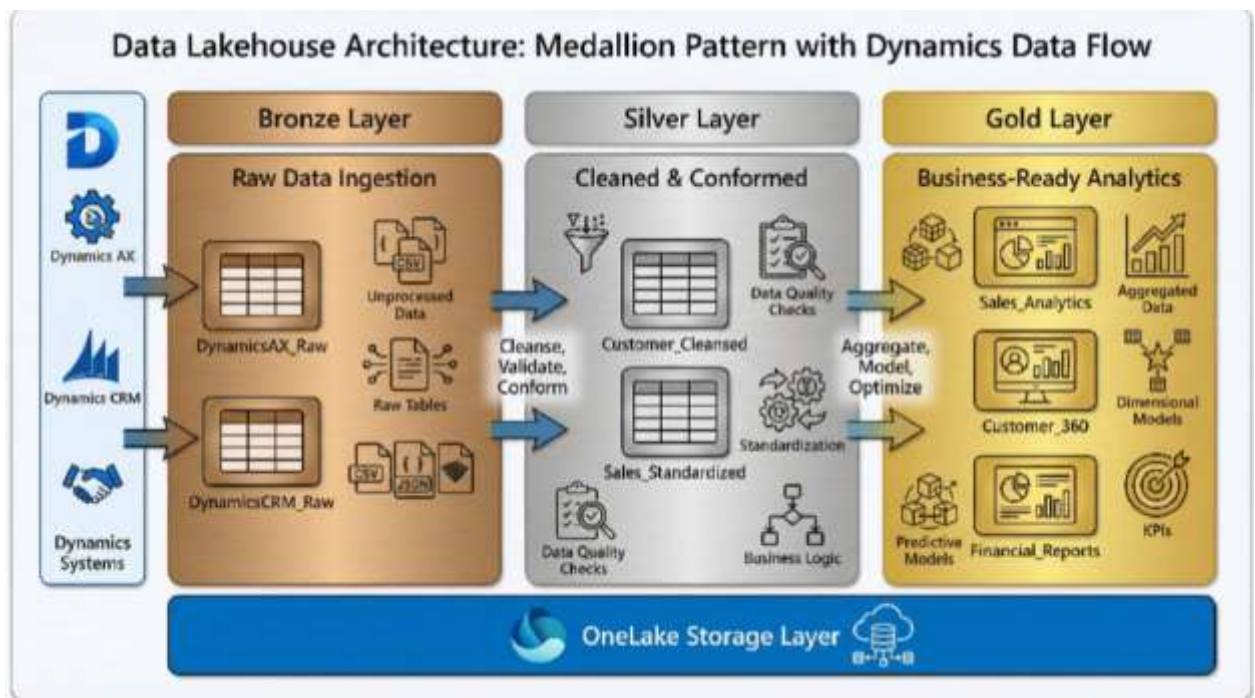 Data Lakehouse Architecture: Medallion Pattern with Dynamics Data Flow
Dynamics AX
Dynamics CRM
Dynamics
Systems
Bronze Layer
Raw Data Ingestion
DynamicsAX_Raw
CSV
Unprocessed
Data
Raw Tables
DynamicsCRM_Raw
CSV
JSON
Cleanse,
Validate,
Conform
Silver Layer
Cleaned & Conformed
Customer_Cleansed
Data Quality
Checks
Sales_Standardized
Standardization
Data Quality
Checks
Business Logic
Aggregate,
Model,
Optimize
Gold Layer
Business-Ready Analytics
Sales_Analytics
Aggregated
Data
Customer_360
Dimensional
Models
Predictive
Models
Financial_Reports
KPIs
OneLake Storage Layer